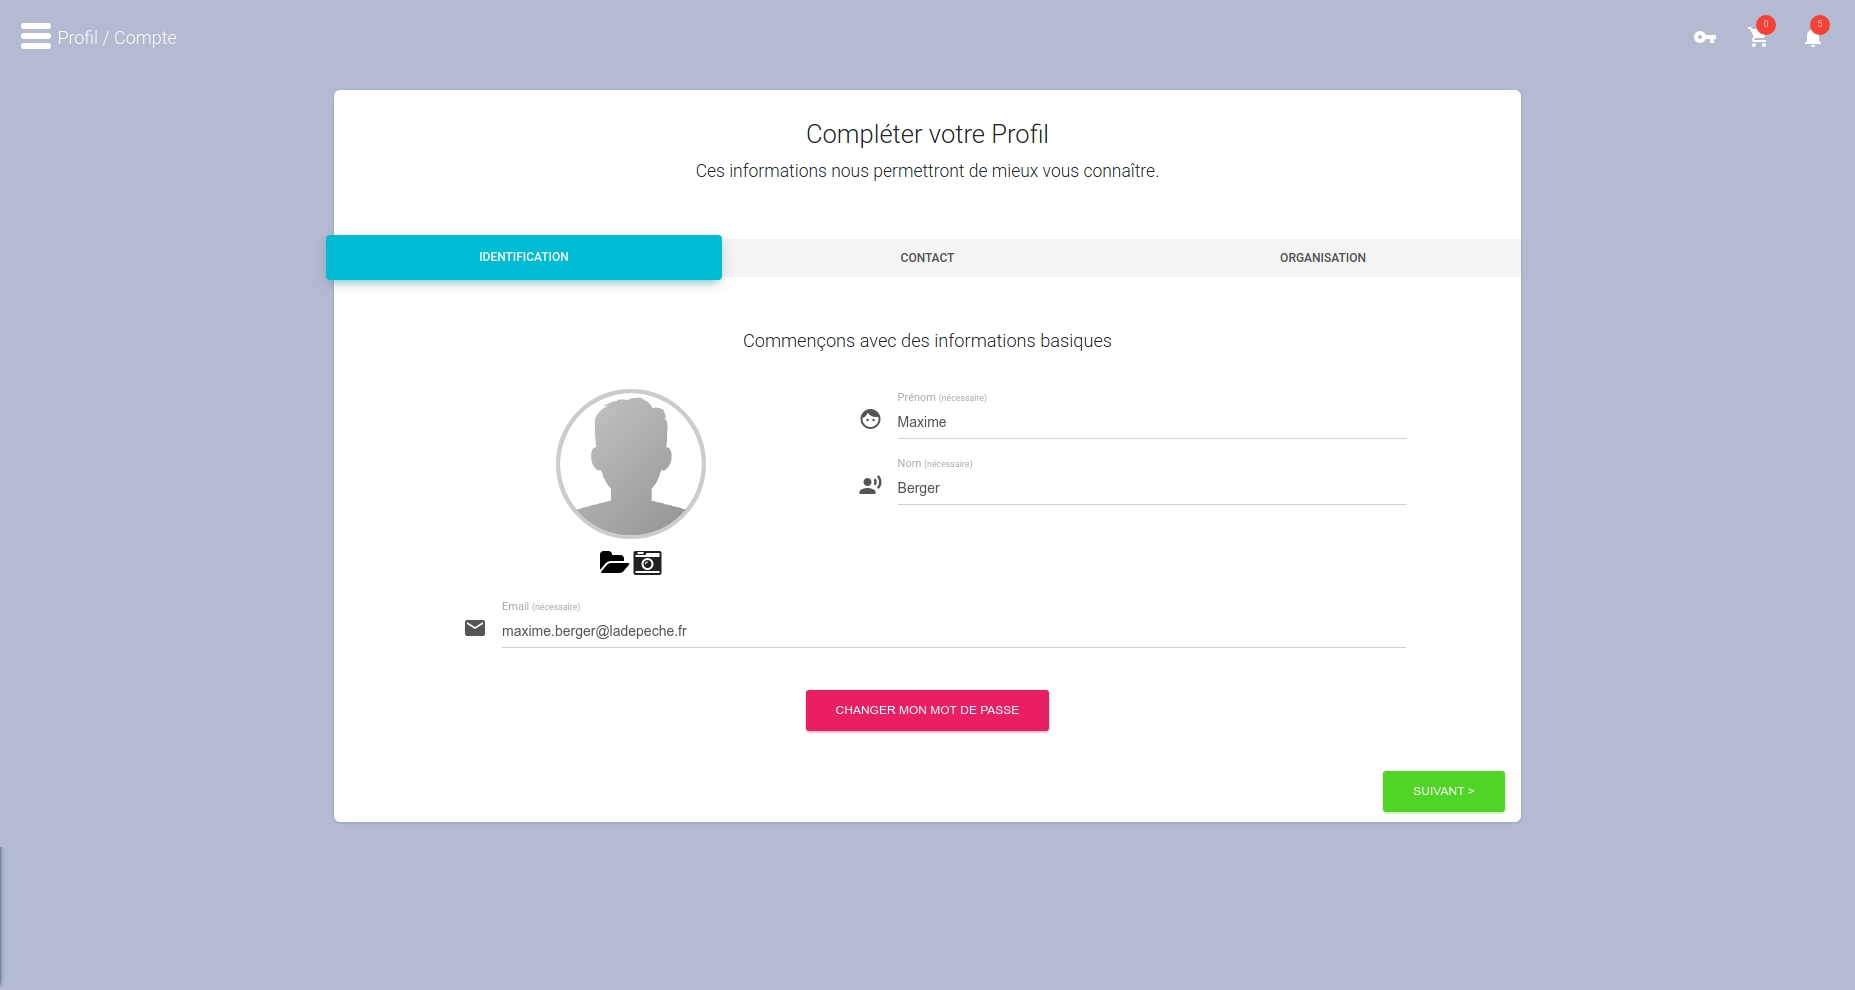 Profil / Compte
0
5
Compléter votre Profil
Ces informations nous permettront de mieux vous connaître.
IDENTIFICATION
CONTACT
ORGANISATION
Commençons avec des informations basiques
Prénom (nécessaire)
Maxime
Nom (nécessaire)
Berger
Email (nécessaire)
maxime.berger@ladepeche.fr
CHANGER MON MOT DE PASSE
SUIVANT >